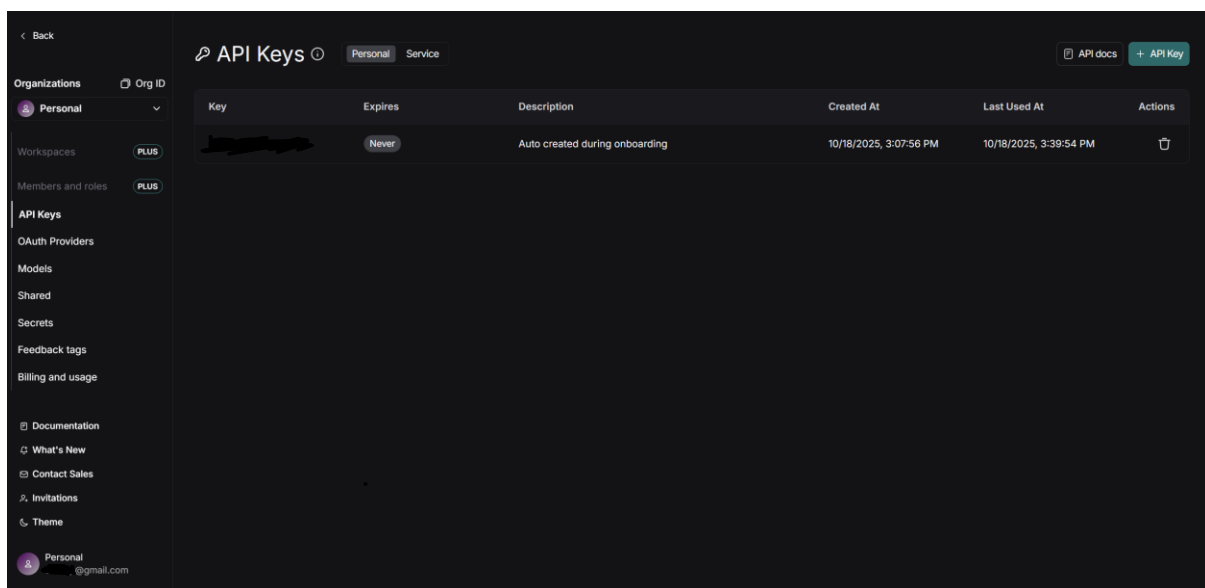 Back
Organizations
Org ID
Personal
Workspaces
PLUS
Members and roles
PLUS
API Keys
OAuth Providers
Models
Shared
Secrets
Feedback tags
Billing and usage
Documentation
What's New
Contact Sales
Invitations
Theme
Personal
@gmail.com
API Keys
Personal
Service
API docs
+ API Key
Key Expires Description Created At Last Used At Actions
Never Auto created during onboarding 10/18/2025, 3:07:56 PM 10/18/2025, 3:39:54 PM